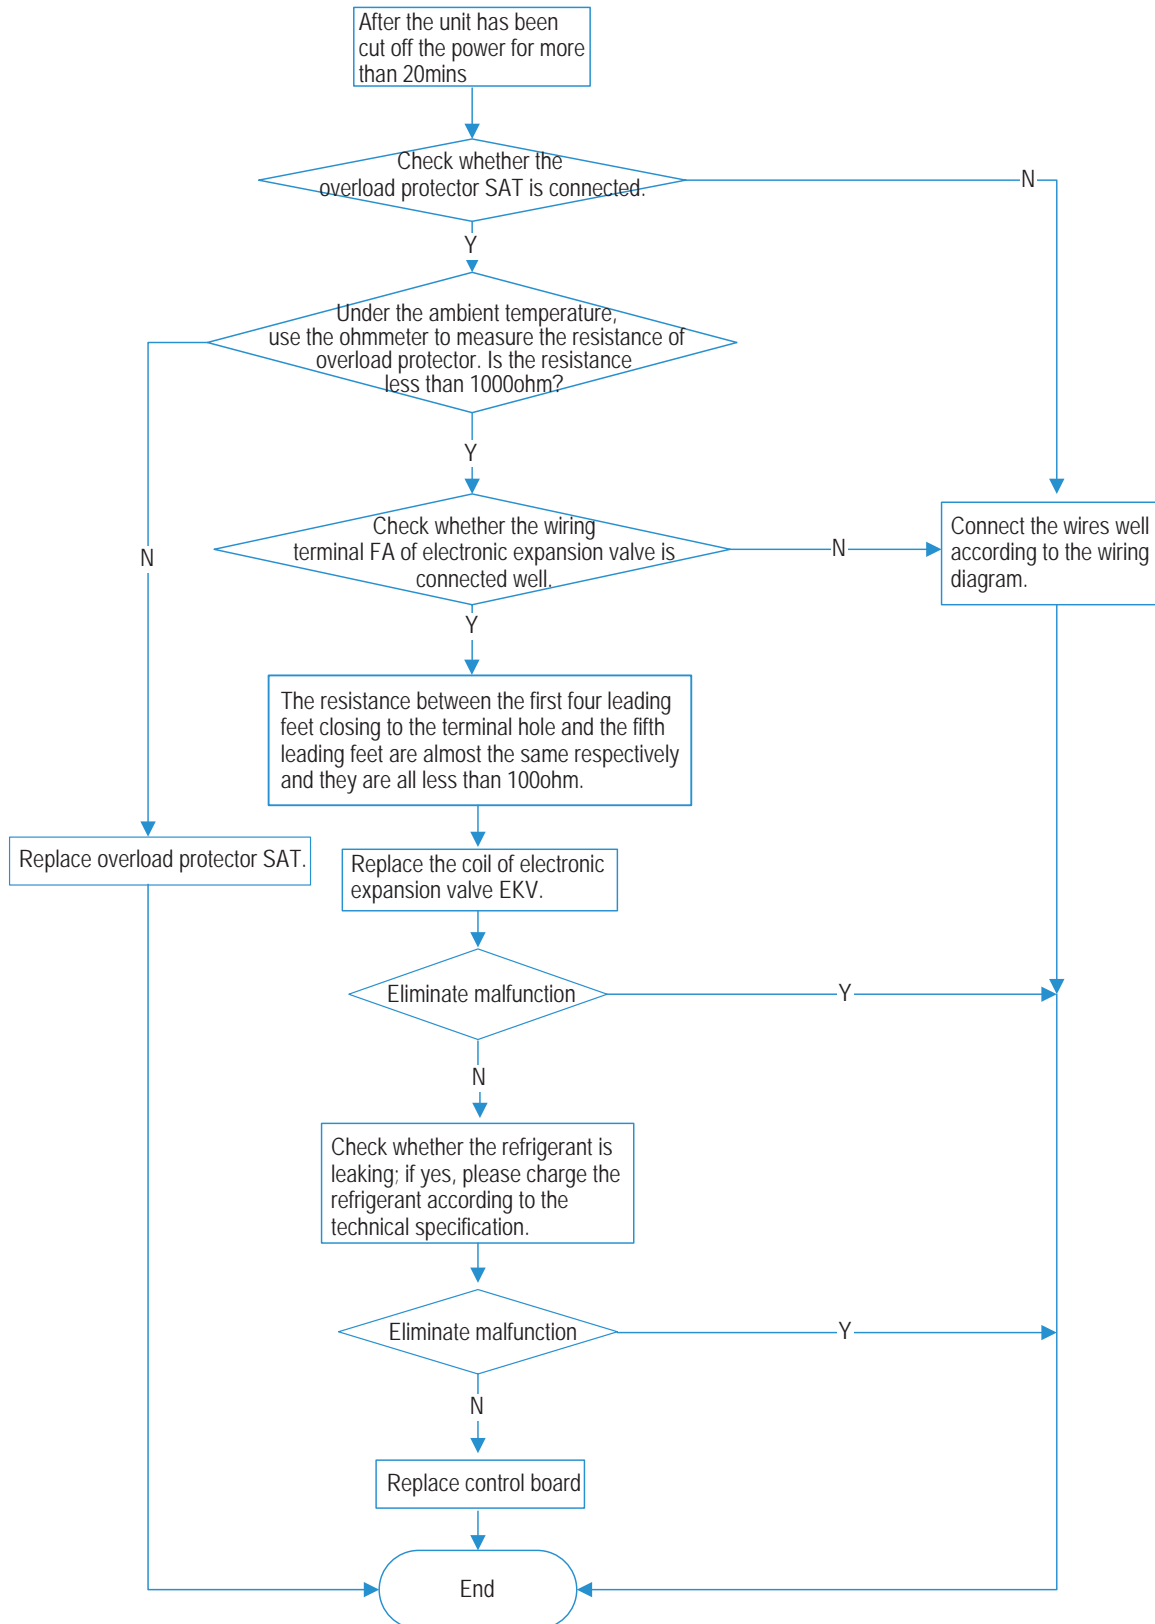 After the unit has been
cut off the power for more
than 20mins
Check whether the
overload protector SAT is connected.
N
Y
Under the ambient temperature,
use the ohmmeter to measure the resistance of
overload protector. Is the resistance
less than 1000ohm?
Y
N
Check whether the wiring
terminal FA of electronic expansion valve is
connected well.
N
Connect the wires well
according to the wiring
diagram.
Y
The resistance between the first four leading
feet closing to the terminal hole and the fifth
leading feet are almost the same respectively
and they are all less than 100ohm.
Replace overload protector SAT.
Replace the coil of electronic
expansion valve EKV.
Eliminate malfunction
Y
N
Check whether the refrigerant is
leaking; if yes, please charge the
refrigerant according to the
technical specification.
Eliminate malfunction
Y
N
Replace control board
End